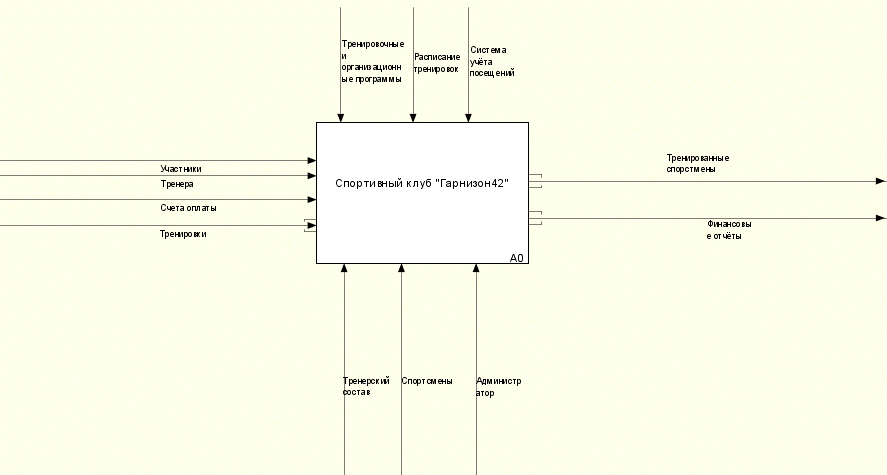 Тренировочные
и
организационн
ые программы
Расписание
тренировок
Система
учёта
посещений
Участники
Тренера
Счета оплаты
Тренировки
Спортивный клуб "Гарнизон42"
A0
Тренированные
спорстмены
Финансовы
е отчёты
Тренерский
состав
Спортсмены
Администр
атор